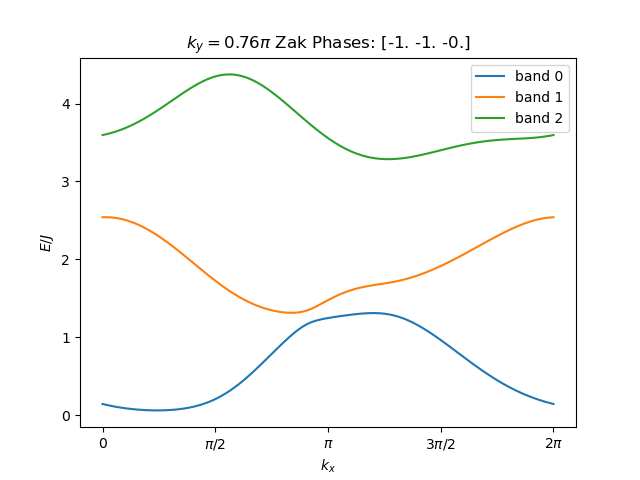 $k_y = 0.76\pi$ Zak Phases: [-1. -1. -0.]
band 0
band 1
band 2
E/J
4
3
2
1
0
0 π/2 π 3π/2 2π
$k_x$